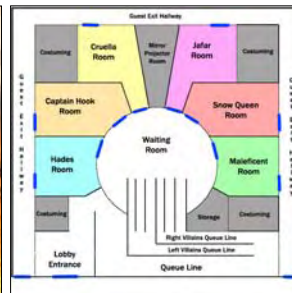 Guest Exit Hallway
Costuming
Cruella
Room
Mirror
Projector
Room
Jafar
Room
Costuming
Guest Exit Hallway
Captain Hook
Room
Snow Queen
Room
Waiting
Room
Hades
Room
Maleficent
Room
Costuming
Storage
Costuming
Right Villains Queue Line
Left Villains Queue Line
Lobby
Entrance
Queue Line